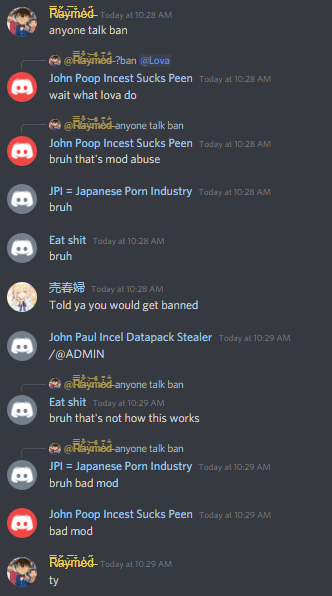 Raymod Today at 10:28 AM
anyone talk ban
@Raymod ?ban @Lova
John Poop Incest Sucks Peen Today at 10:28 AM
wait what lova do
@Raymod anyone talk ban
John Poop Incest Sucks Peen Today at 10:28 AM
bruh that's mod abuse
JPI = Japanese Porn Industry Today at 10:28 AM
bruh
Eat shit Today at 10:28 AM
bruh
売春婦 Today at 10:28 AM
Told ya you would get banned
John Paul Incel Datapack Stealer Today at 10:29 AM
/@ADMIN
@Raymod anyone talk ban
Eat shit Today at 10:29 AM
bruh that's not how this works
@Raymod anyone talk ban
JPI = Japanese Porn Industry Today at 10:29 AM
bruh bad mod
John Poop Incest Sucks Peen Today at 10:29 AM
bad mod
Raymod Today at 10:29 AM
ty